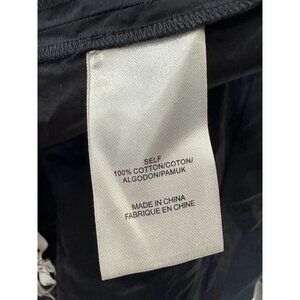 SELF
100% COTTON/COTON/
ALGODON/PAMUK
MADE IN CHINA
FABRIQUE EN CHINE